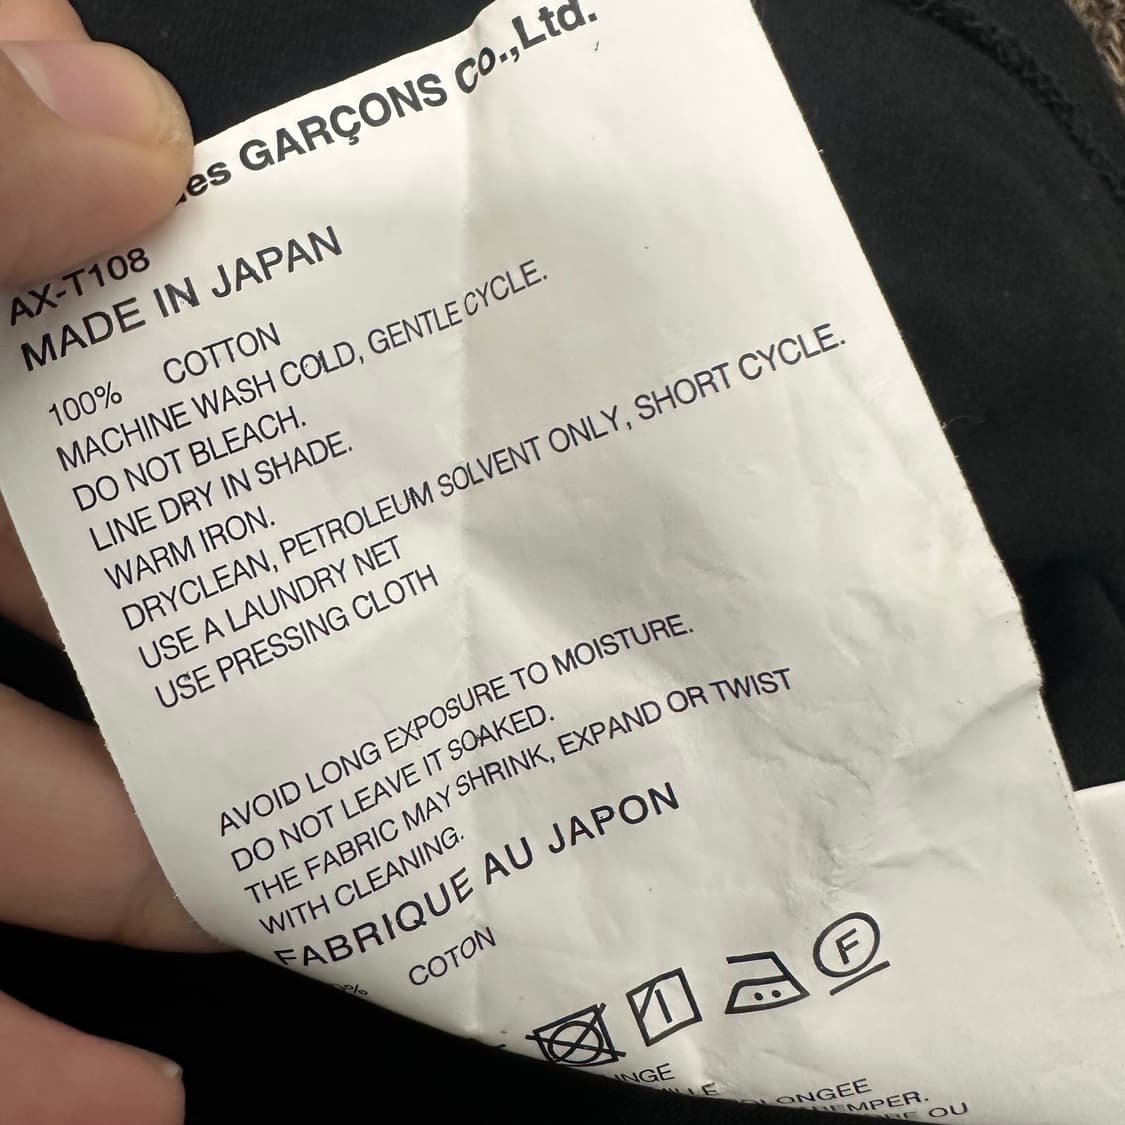 es GARÇONS Co.,Ltd.
AX-T108
MADE IN JAPAN
100% COTTON
MACHINE WASH COLD, GENTLE CYCLE.
DO NOT BLEACH.
LINE DRY IN SHADE.
WARM IRON.
DRYCLEAN, PETROLEUM SOLVENT ONLY, SHORT CYCLE.
USE A LAUNDRY NET
USE PRESSING CLOTH
AVOID LONG EXPOSURE TO MOISTURE.
DO NOT LEAVE IT SOAKED.
THE FABRIC MAY SHRINK, EXPAND OR TWIST
WITH CLEANING.
FABRIQUE AU JAPON
% COTON
F
OU